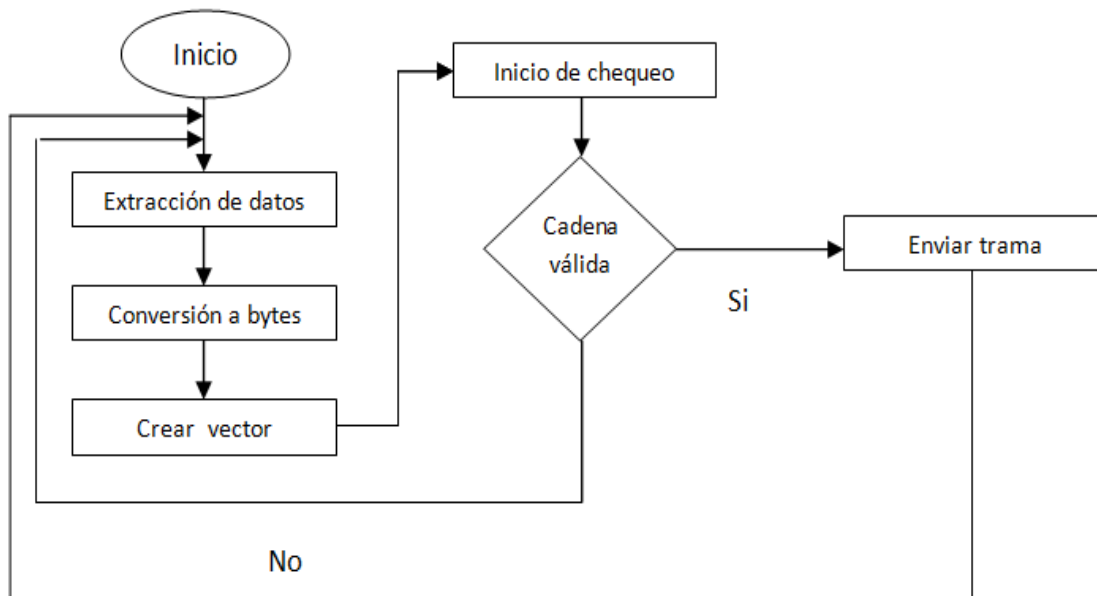 Inicio
Extracción de datos
Conversión a bytes
Crear vector
Inicio de chequeo
Cadena
válida
Si
Enviar trama
No